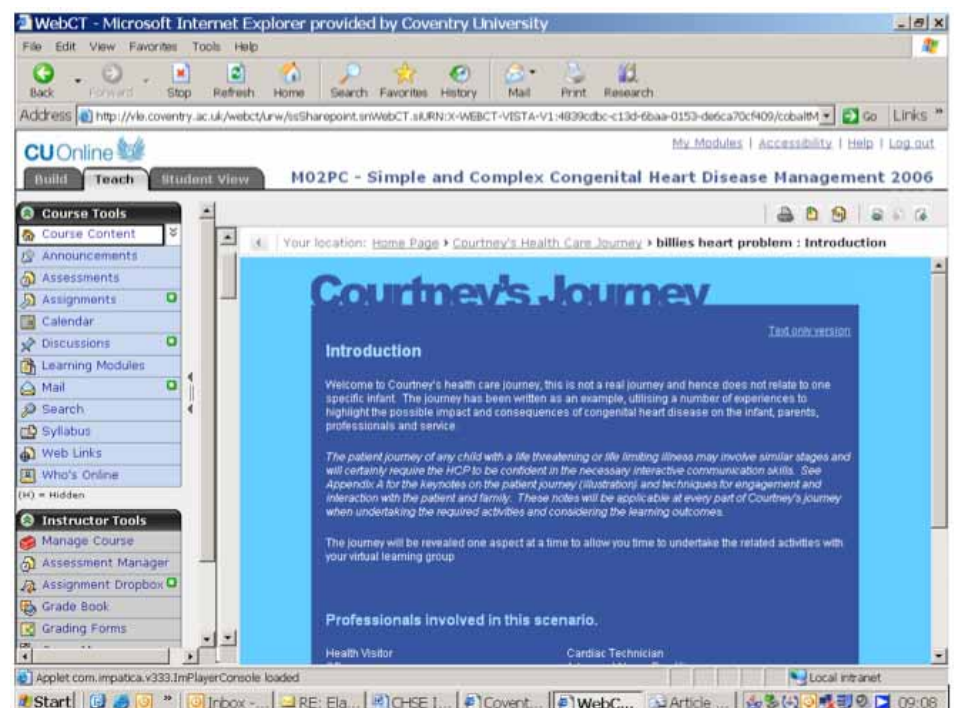 WebCT - Microsoft Internet Explorer provided by Coventry University
File Edit View Favorites Tools Help
Back Forward Stop Refresh Home Search Favorites History Mail Print Research
Address http://vle.coventry.ac.uk/webct/urw/ssSharepoint.snWebCT.siURN:X-WEBCT-VISTA-V1:4839cdbc-c13d-6baa-0153-de6ca70cf409/cobaltM Go Links »
CUOnline
My Modules | Accessibility | Help | Log out
Build Teach Student View M02PC - Simple and Complex Congenital Heart Disease Management 2006
Course Tools
Course Content
Announcements
Assessments
Assignments
Calendar
Discussions
Learning Modules
Mail
Search
Syllabus
Web Links
Who's Online
(H) = Hidden
Instructor Tools
Manage Course
Assessment Manager
Assignment Dropbox
Grade Book
Grading Forms
Your location: Home Page › Courtney's Health Care Journey › billies heart problem : Introduction
Courtney's Journey
Text only version
Introduction
Welcome to Courtney's health care journey, this is not a real journey and hence does not relate to one
specific infant. The journey has been written as an example, utilising a number of experiences to
highlight the possible impact and consequences of congenital heart disease on the infant, parents,
professionals and service
The patient journey of any child with a life threatening or life limiting illness may involve similar stages and
will certainly require the HCP to be confident in the necessary interactive communication skills. See
Appendix A for the keynotes on the patient journey (illustration) and techniques for engagement and
interaction with the patient and family. These notes will be applicable at every part of Courtney's journey
when undertaking the required activities and considering the learning outcomes.
The journey will be revealed one aspect at a time to allow you time to undertake the related activities with
your virtual learning group
Professionals involved in this scenario.
Health Visitor Cardiac Technician
Applet com.impatica.v333.ImPlayerConsole loaded
Local intranet
Start » Inbox -... RE: Ela... CHSE I... Covent... WebC... Article ... 09:08